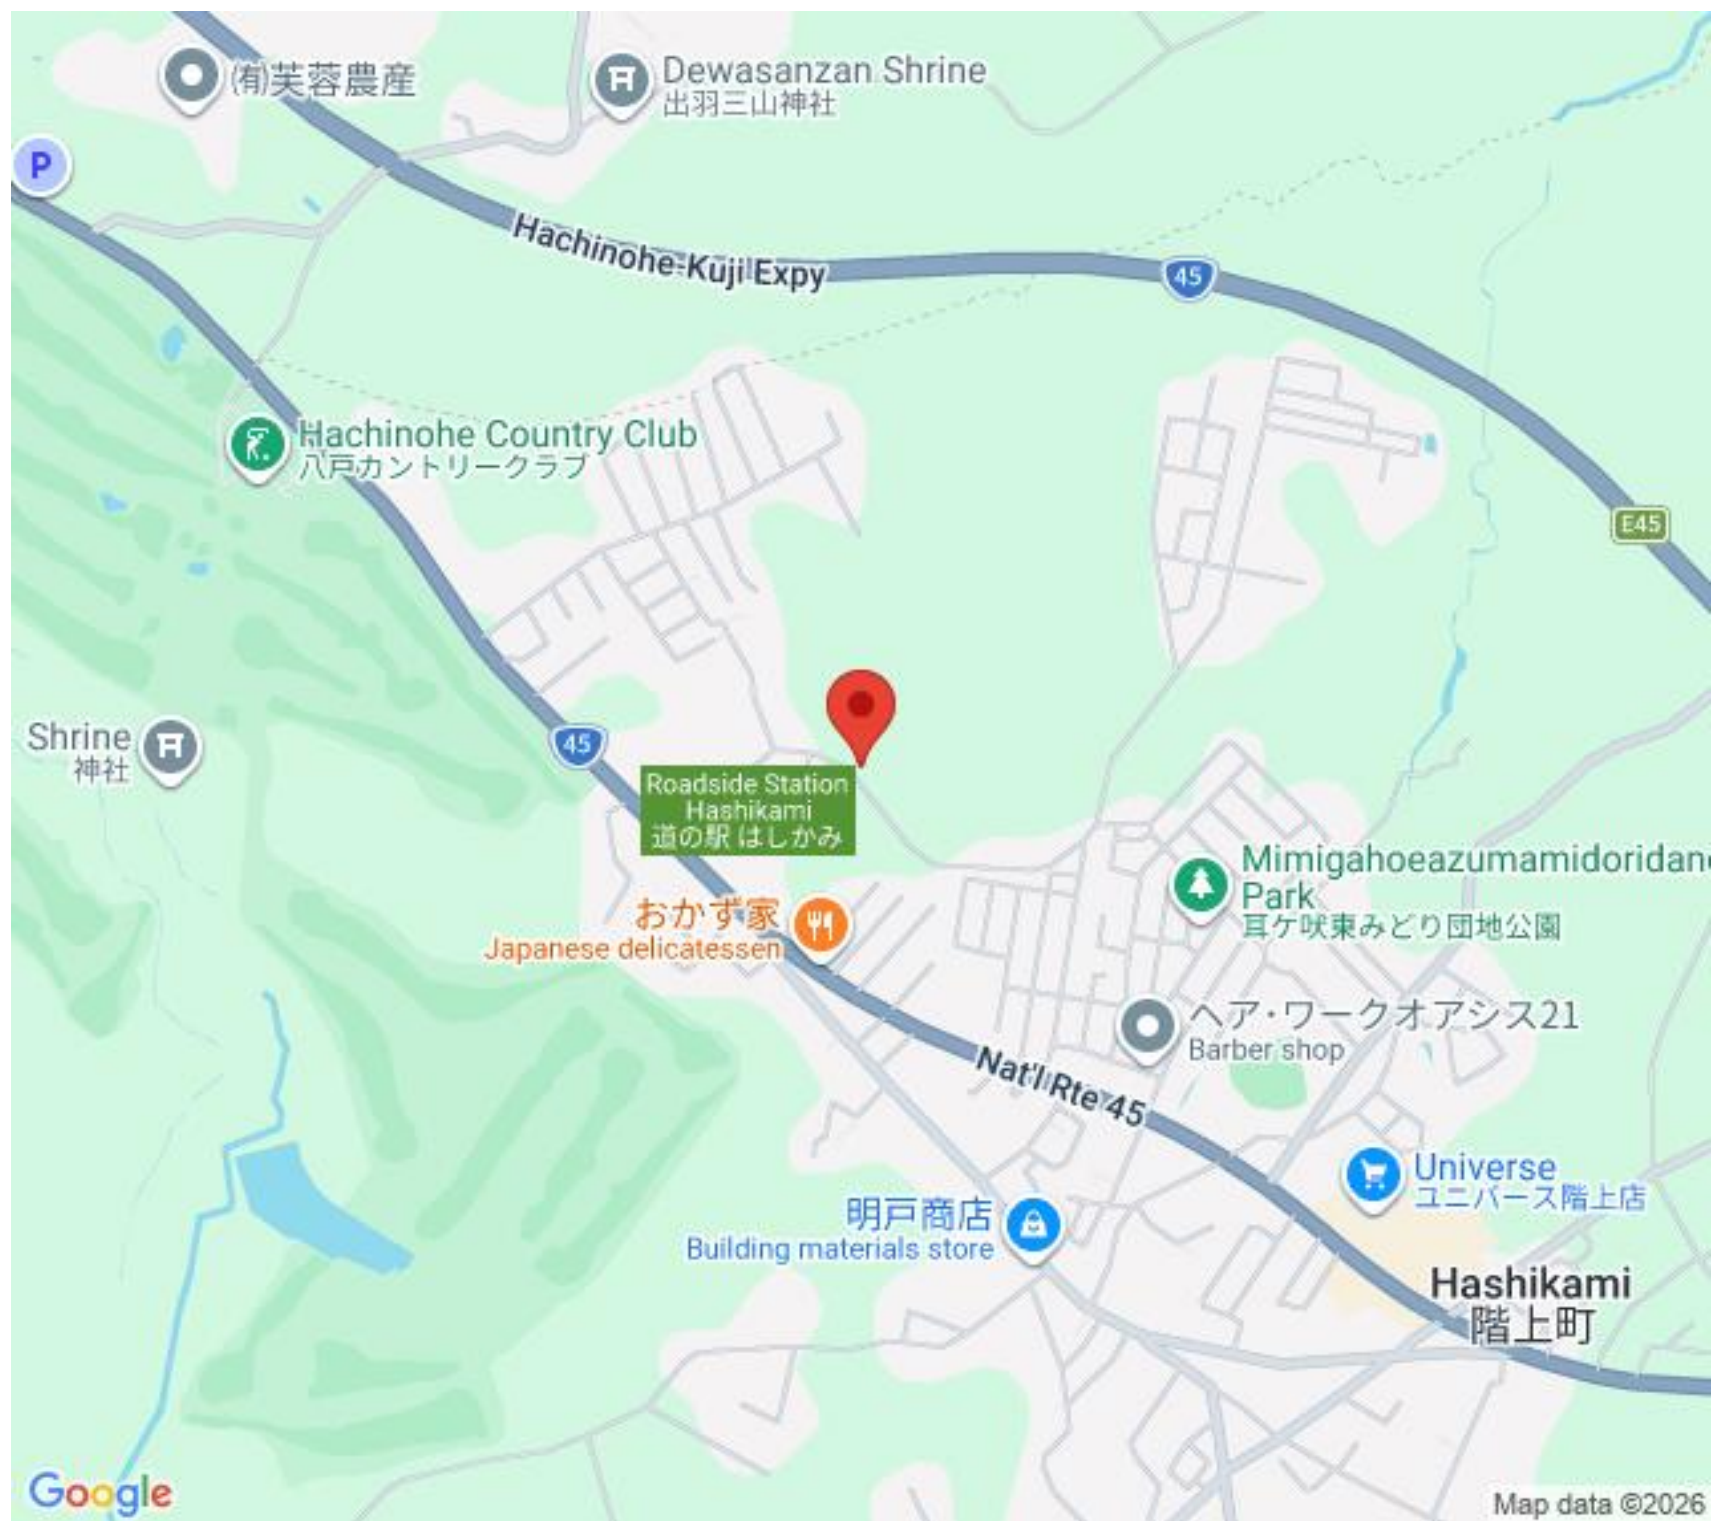 ㈲芙蓉農産
Dewasanzan Shrine
出羽三山神社
P
Hachinohe-Kuji Expy
45
Hachinohe Country Club
八戸カントリークラブ
E45
Shrine
神社
45
Roadside Station
Hashikami
道の駅 はしかみ
Mimigahoeazumamidoridanc
Park
耳ケ吠東みどり団地公園
おかず家
Japanese delicatessen
ヘア・ワークオアシス21
Barber shop
Nat'l Rte 45
Universe
ユニバース階上店
明戸商店
Building materials store
Hashikami
階上町
Google
Map data ©2026